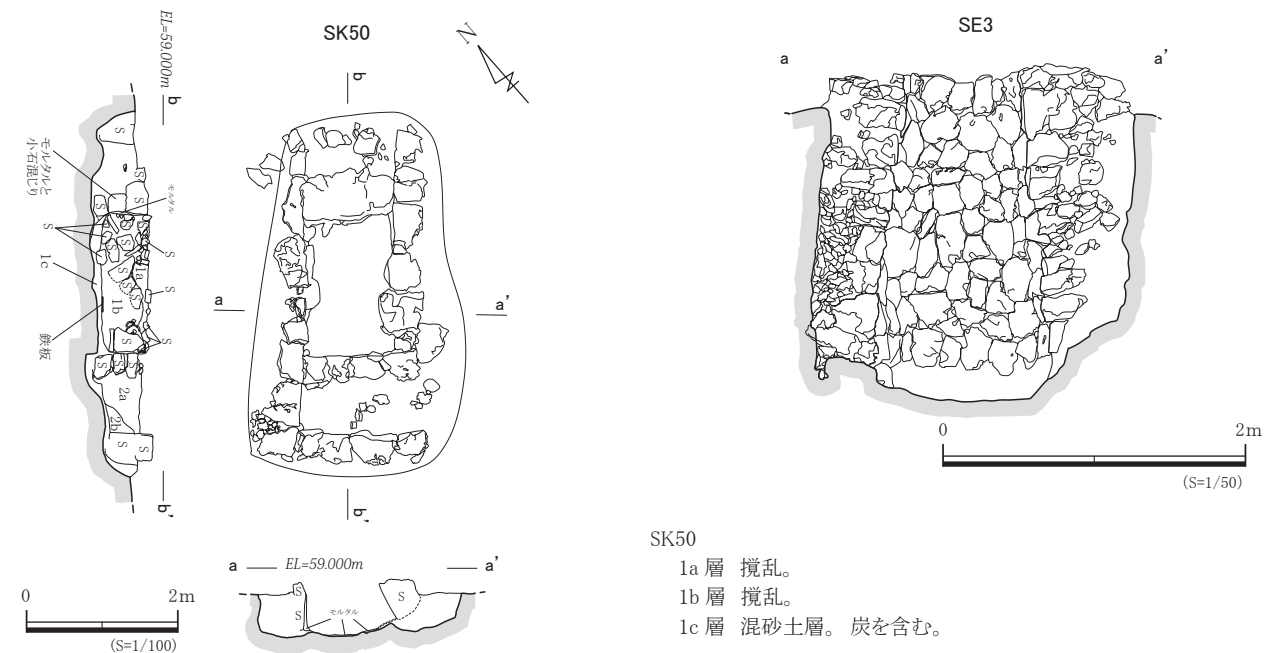 SK50
N
EL=59.000m
b
b
b'
b'
S
モルタルと
小石混じり
モルタル
S
S
S
S
S
S
S
S
S
1c
1a
1b
鉄板
S
S
S
S
2a
2b
S
S
a
a'
a
EL=59.000m
a'
S
S
S
モルタル
0
2m
(S=1/100)
SE3
a
a'
0
2m
(S=1/50)
SK50
1a 層 撹乱。
1b 層 撹乱。
1c 層 混砂土層。 炭を含む。